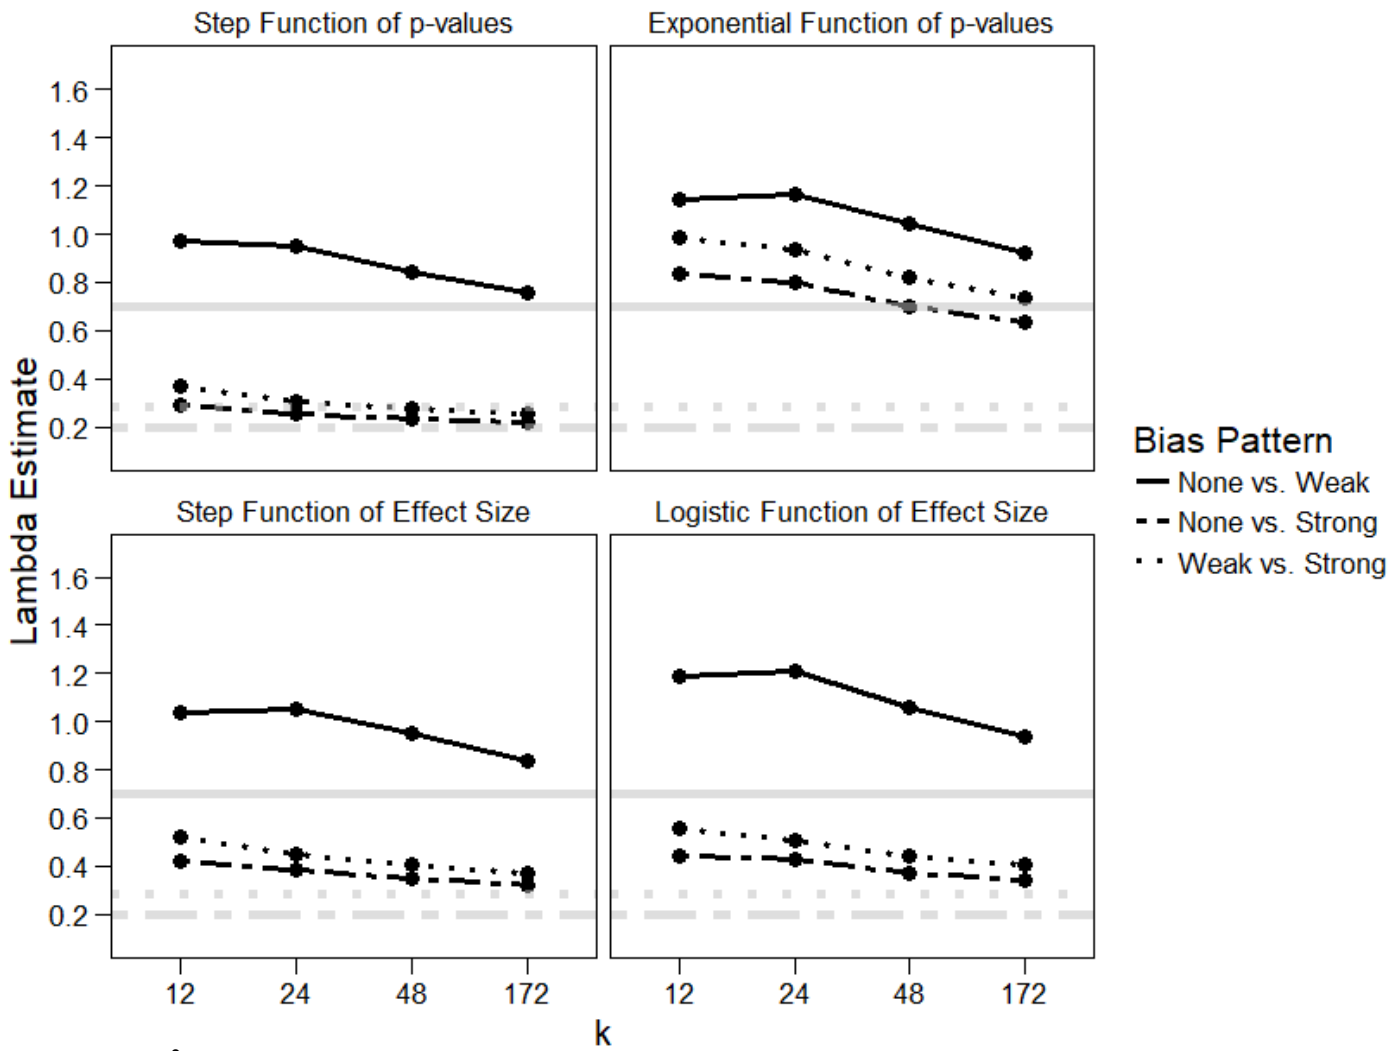 Step Function of p-values
Exponential Function of p-values
1.6
1.4
1.2
1.0
0.8
0.6
0.4
0.2
Lambda Estimate
Step Function of Effect Size
Logistic Function of Effect Size
1.6
1.4
1.2
1.0
0.8
0.6
0.4
0.2
12 24 48 172
12 24 48 172
k
Bias Pattern
None vs. Weak
None vs. Strong
Weak vs. Strong